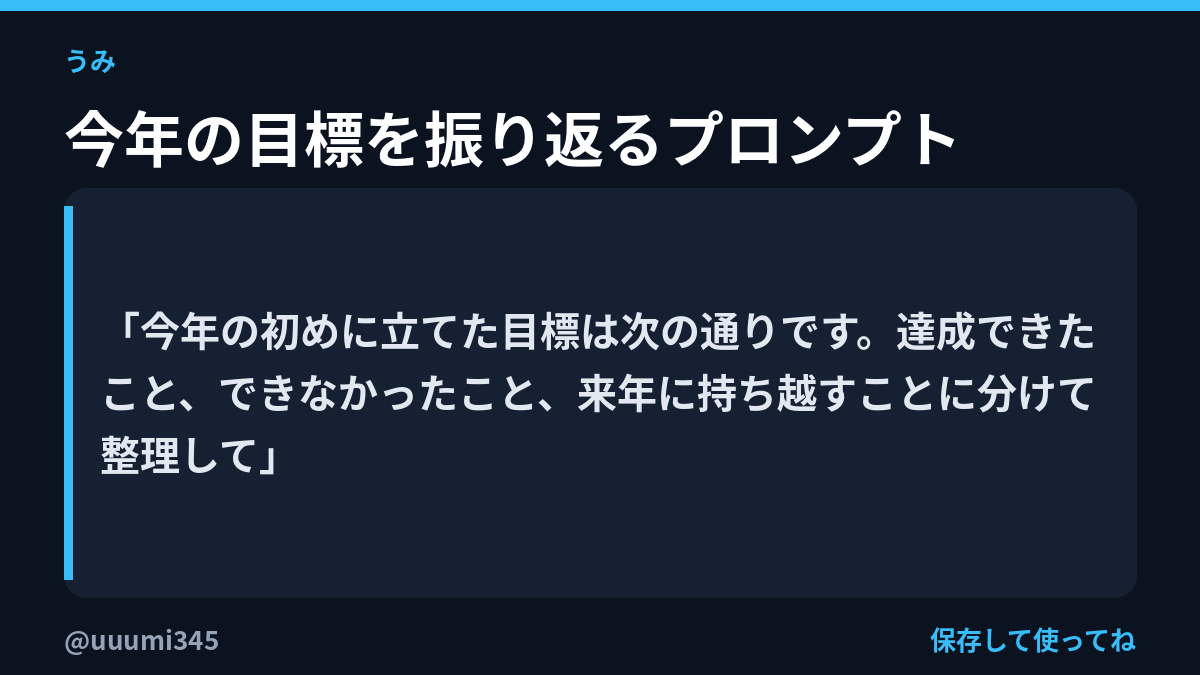 うみ
今年の目標を振り返るプロンプト
「今年の初めに立てた目標は次の通りです。達成できた
こと、できなかったこと、来年に持ち越すことに分けて
整理して」
@uuumi345
保存して使ってね